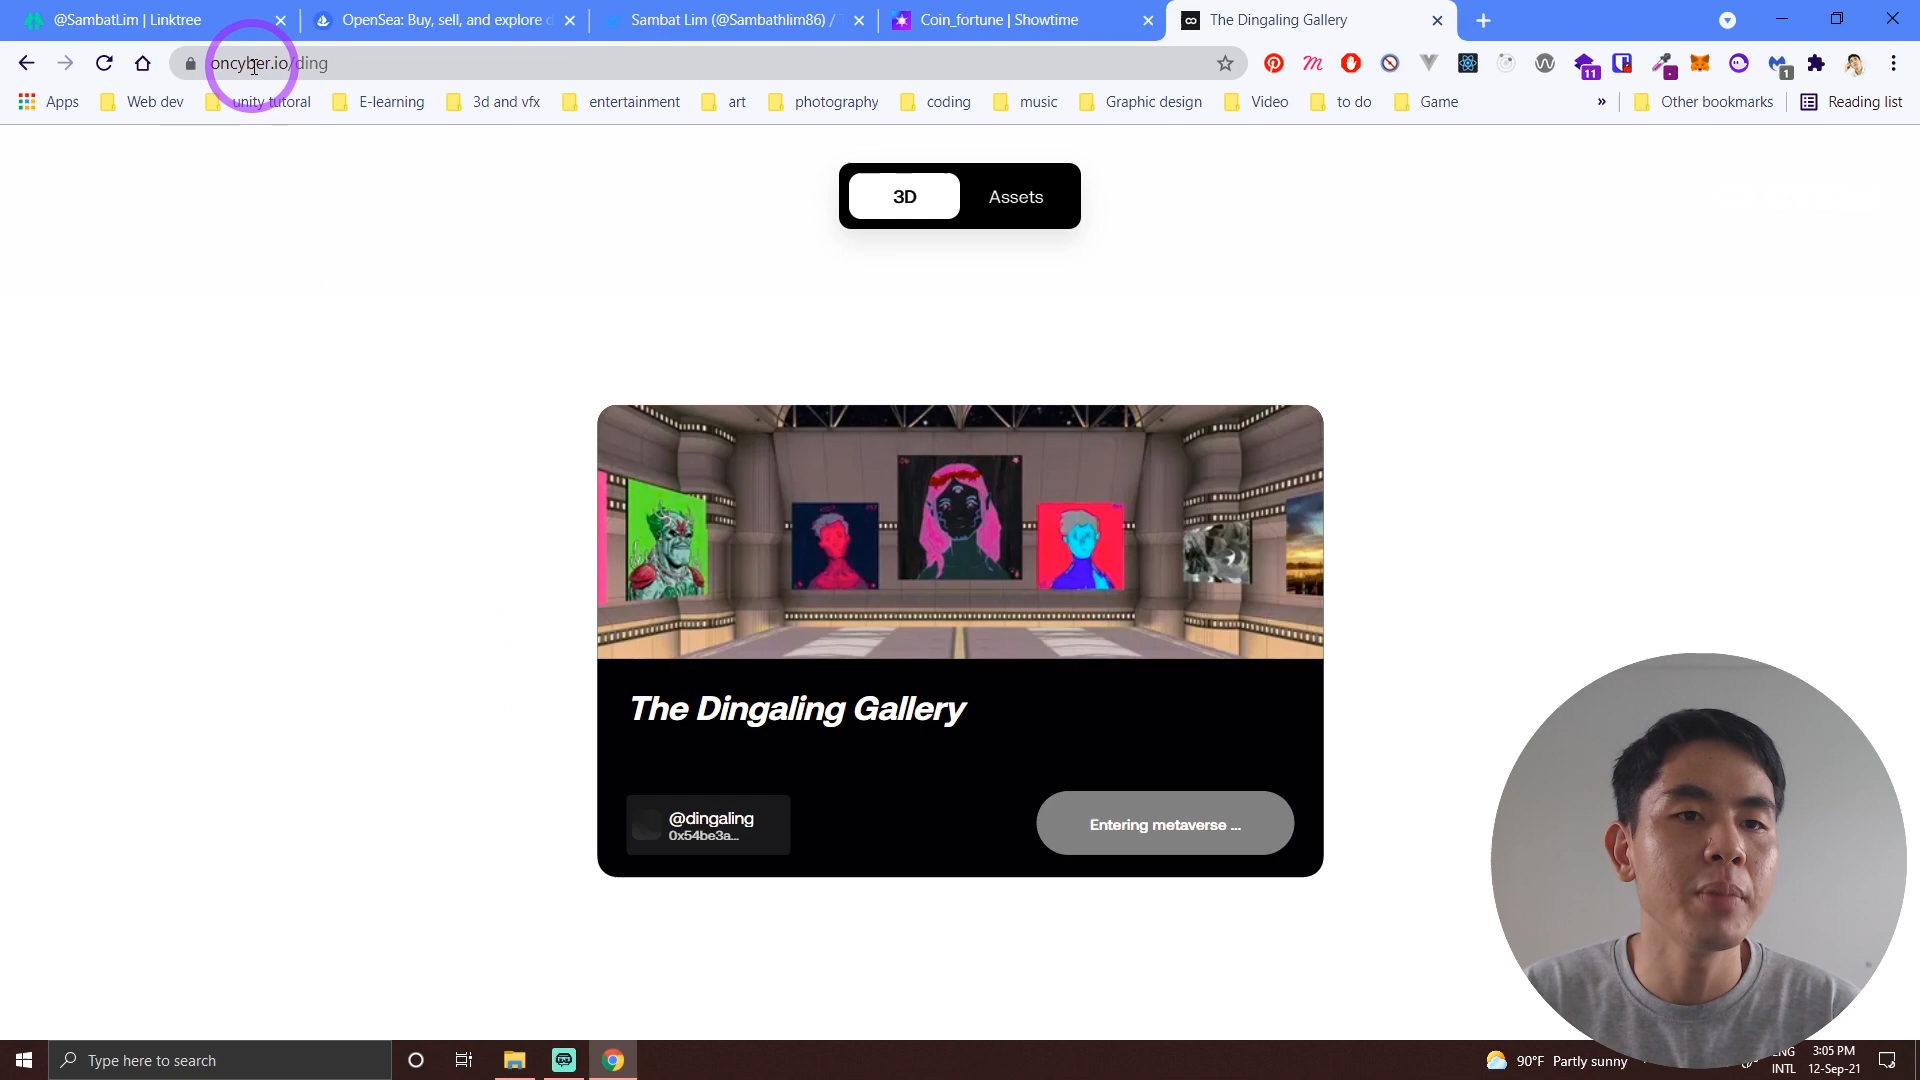 @SambatLim | Linktree
OpenSea: Buy, sell, and explore d
Sambat Lim (@Sambathlim86) / T
Coin_fortune | Showtime
The Dingaling Gallery
oncyber.io/ding
11
1
Apps
Web dev
unity tutoral
E-learning
3d and vfx
entertainment
art
photography
coding
music
Graphic design
Video
to do
Game
»
Other bookmarks
Reading list
3D
Assets
The Dingaling Gallery
@dingaling
0x54be3a...
Entering metaverse ...
Type here to search
90°F Partly sunny
ENG
INTL
3:05 PM
12-Sep-21